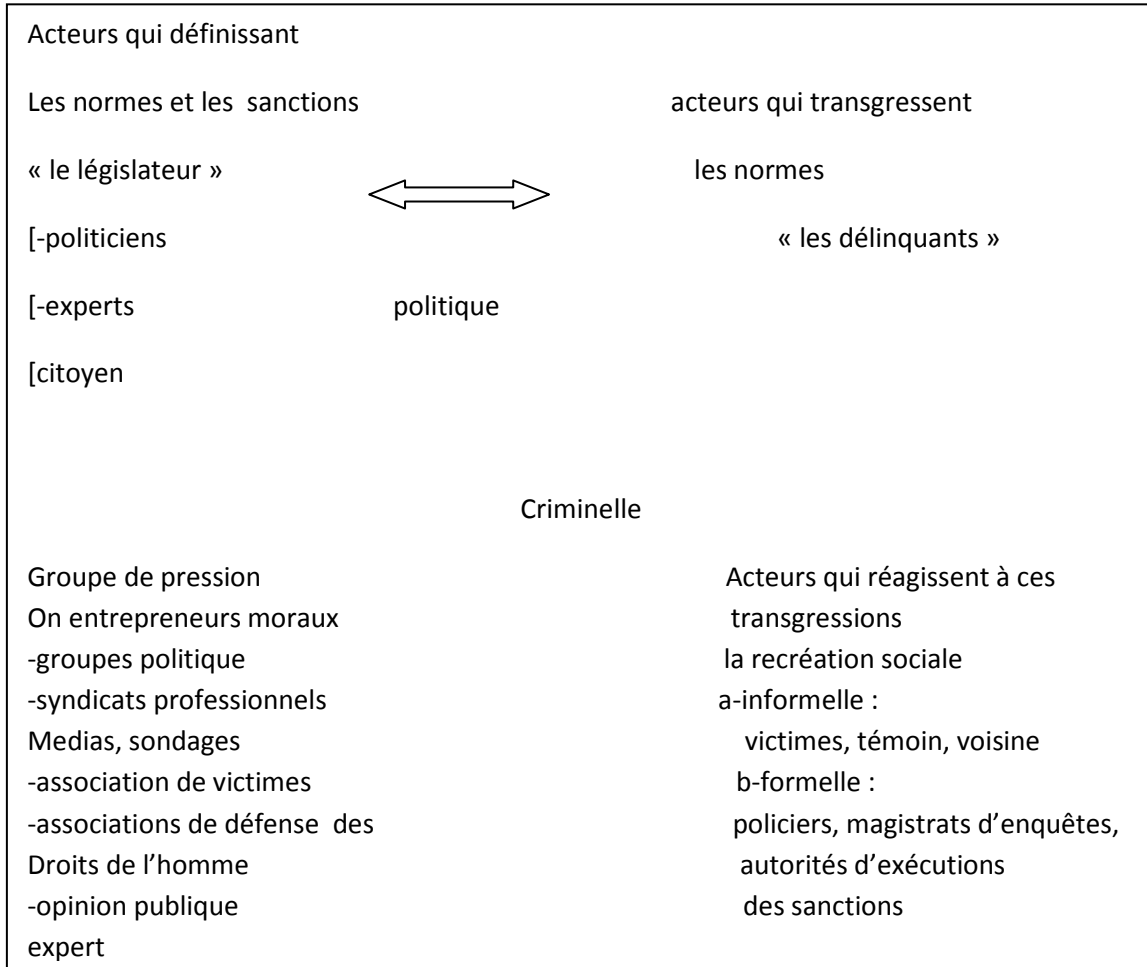 Acteurs qui définissant
Les normes et les sanctions acteurs qui transgressent
« le législateur » les normes
[-politiciens « les délinquants »
[-experts politique
[citoyen
Criminelle
Groupe de pression Acteurs qui réagissent à ces
On entrepreneurs moraux transgressions
-groupes politique la recréation sociale
-syndicats professionnels a-informelle :
Medias, sondages victimes, témoin, voisine
-association de victimes b-formelle :
-associations de défense des policiers, magistrats d’enquêtes,
Droits de l’homme autorités d’exécutions
-opinion publique des sanctions
expert